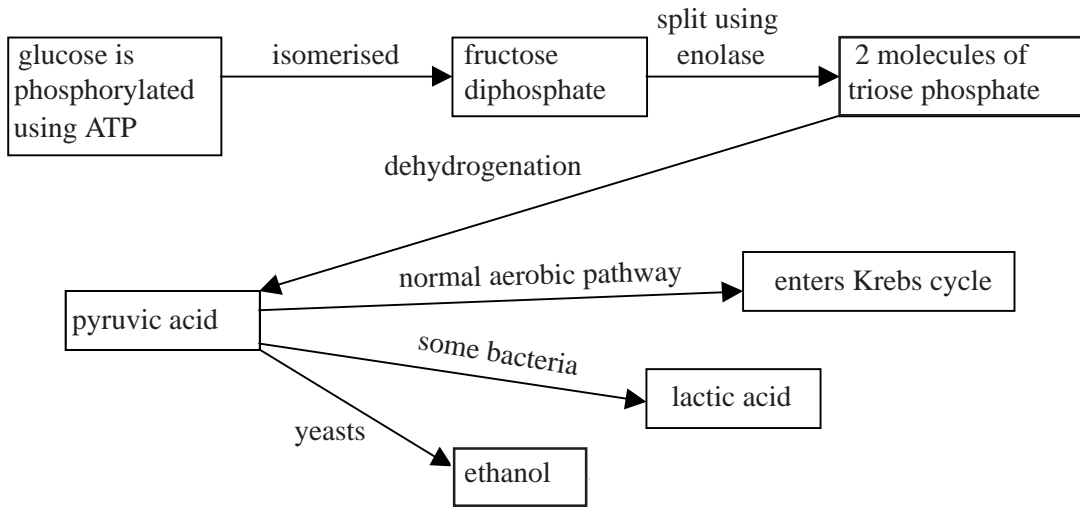 glucose is
phosphorylated
using ATP
isomerised
fructose
diphosphate
split using
enolase
2 molecules of
triose phosphate
dehydrogenation
pyruvic acid
normal aerobic pathway
enters Krebs cycle
some bacteria
lactic acid
yeasts
ethanol